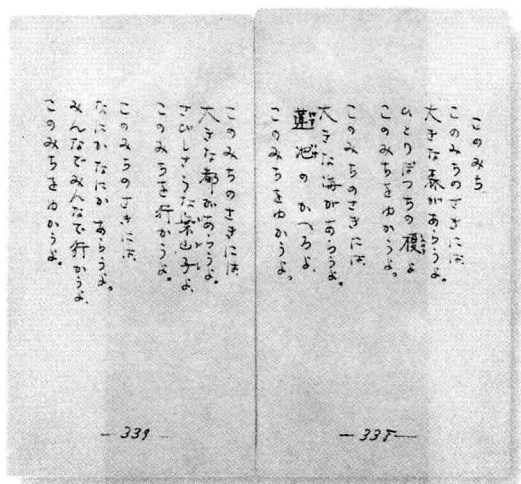 このみち
このみちのさきには、
大きな森があらうよ。
ひとりぼつちの榎よ、
このみちをゆかうよ。
このみちのさきには、
大きな海があらうよ。
蓮池のかへろよ、
このみちをゆかうよ。
— 338 —
このみちのさきには、
大きな都があらうよ。
さびしさうな案山子よ、
このみちを行かうよ。
このみちのさきには、
なにかなにかあらうよ。
みんなでみんなで行かうよ、
このみちをゆかうよ。
— 339 —